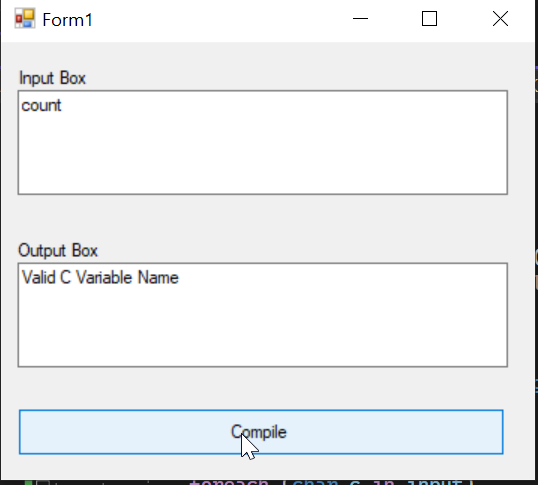 Form1
Input Box
count
Output Box
Valid C Variable Name
Compile
foreach (char c in input)